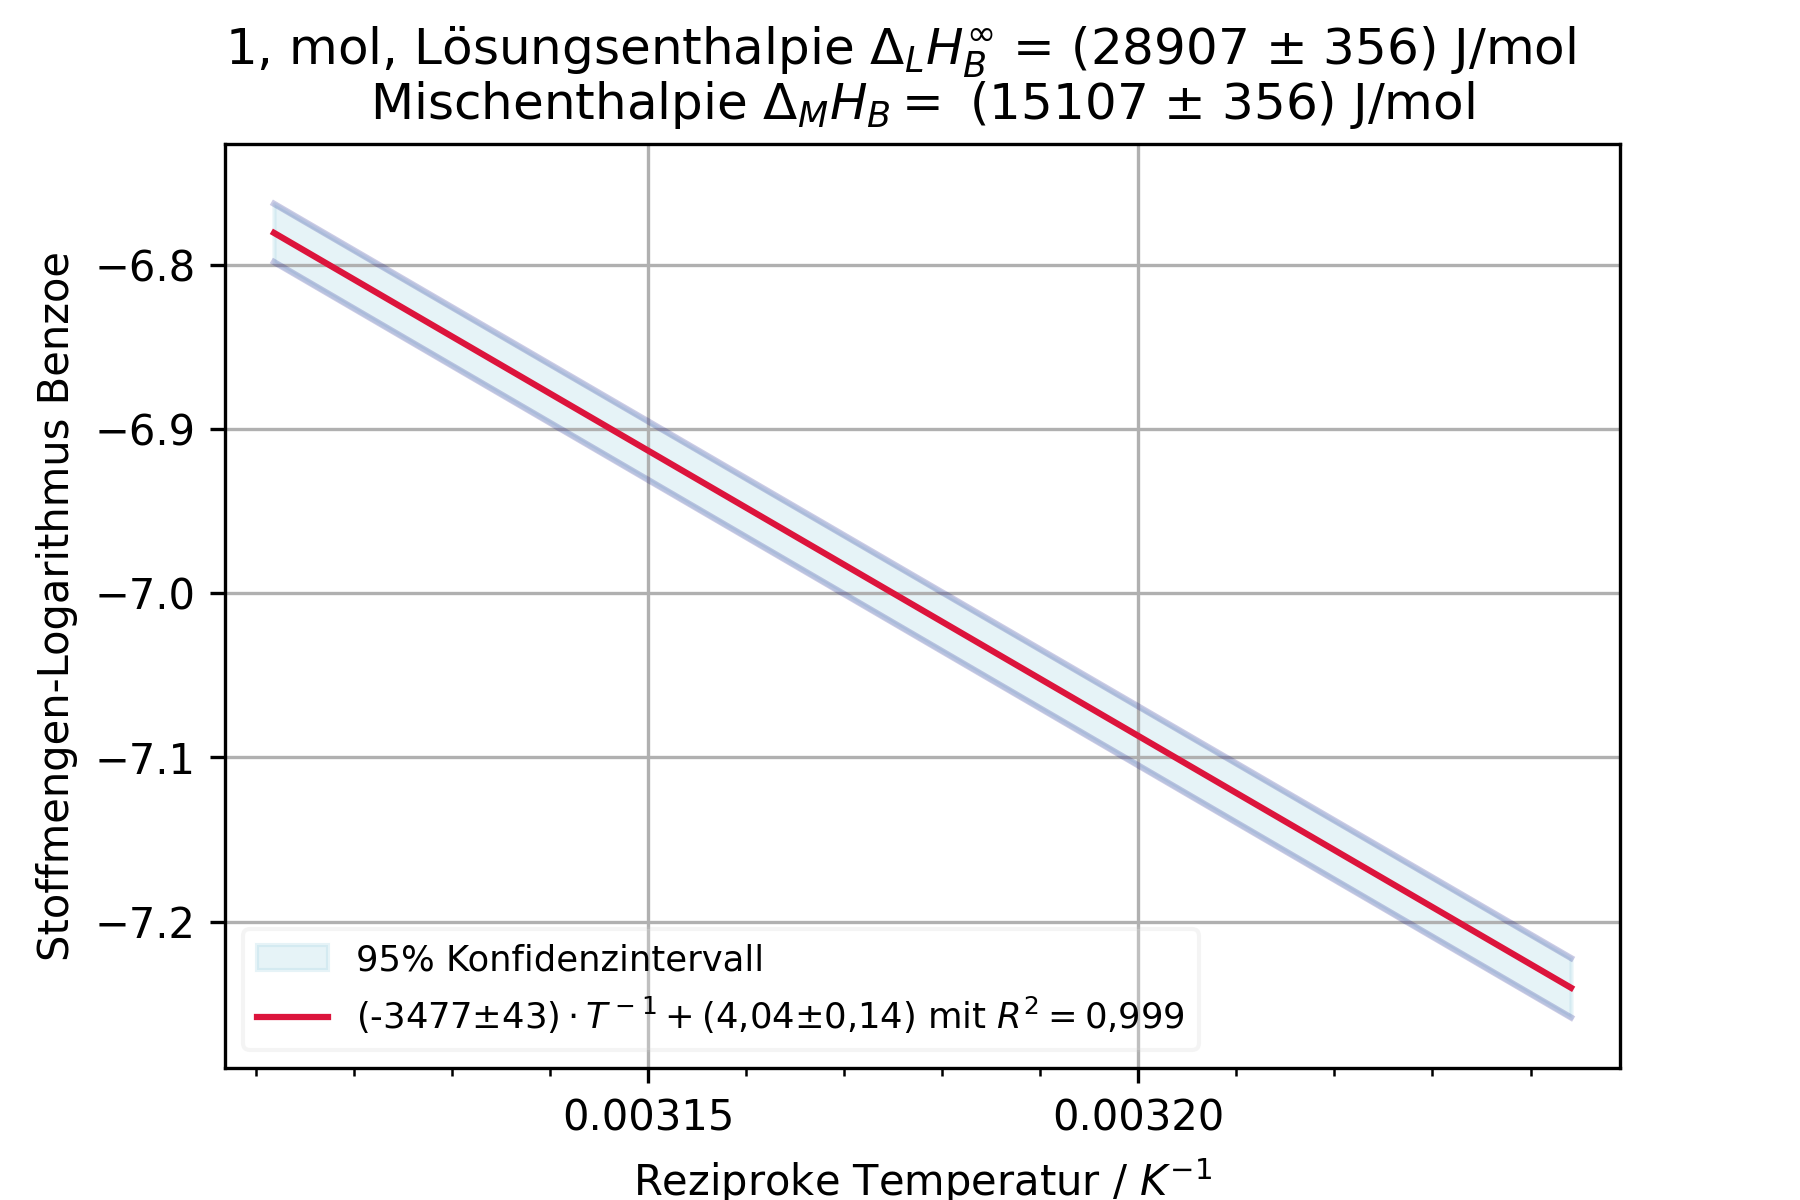 1, mol, Lösungsenthalpie Δ_L H_B^∞ = (28907 ± 356) J/mol
Mischenthalpie Δ_M H_B = (15107 ± 356) J/mol
Stoffmengen-Logarithmus Benzoe
−6.8
−6.9
−7.0
−7.1
−7.2
95% Konfidenzintervall
(-3477±43) · T^{−1} + (4,04±0,14) mit R^2 = 0,999
0.00315 0.00320
Reziproke Temperatur / K^{−1}